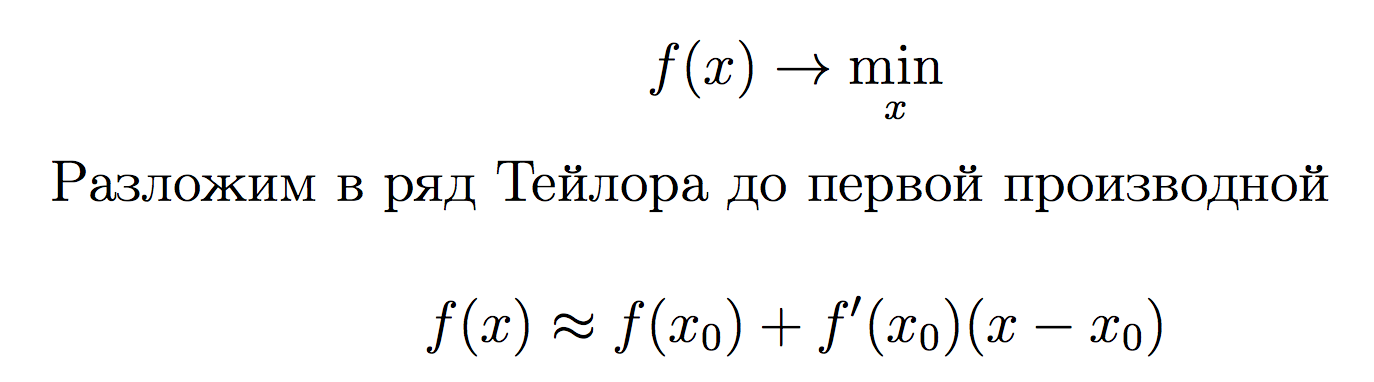 f(x) → min
x
Разложим в ряд Тейлора до первой производной
f(x) ≈ f(x₀) + f′(x₀)(x − x₀)